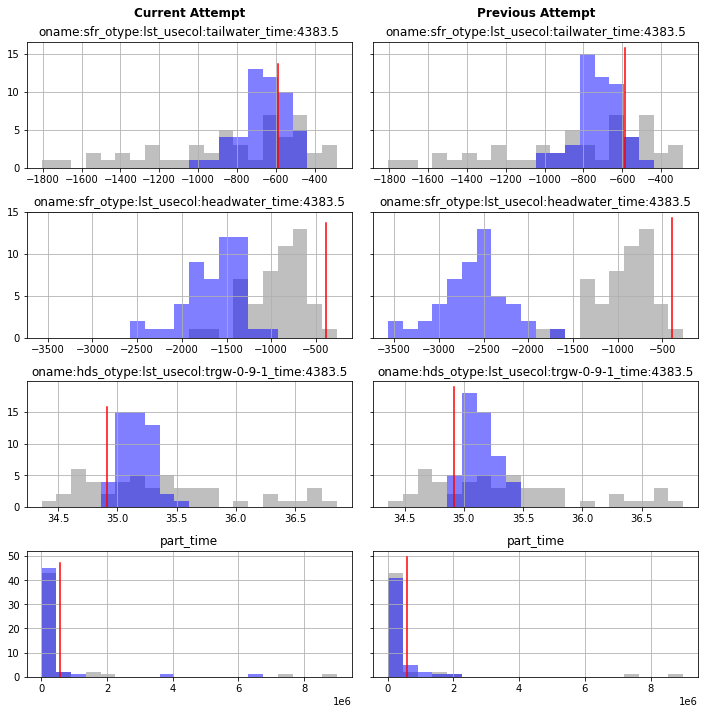 Current Attempt Previous Attempt
oname:sfr_otype:lst_usecol:tailwater_time:4383.5 oname:sfr_otype:lst_usecol:tailwater_time:4383.5
15
10
5
0
−1800 −1600 −1400 −1200 −1000 −800 −600 −400 −1800 −1600 −1400 −1200 −1000 −800 −600 −400
oname:sfr_otype:lst_usecol:headwater_time:4383.5 oname:sfr_otype:lst_usecol:headwater_time:4383.5
15
10
5
0
−3500 −3000 −2500 −2000 −1500 −1000 −500 −3500 −3000 −2500 −2000 −1500 −1000 −500
oname:hds_otype:lst_usecol:trgw-0-9-1_time:4383.5 oname:hds_otype:lst_usecol:trgw-0-9-1_time:4383.5
15
10
5
0
34.5 35.0 35.5 36.0 36.5 34.5 35.0 35.5 36.0 36.5
part_time part_time
50
40
30
20
10
0
0 2 4 6 8 0 2 4 6 8
1e6 1e6